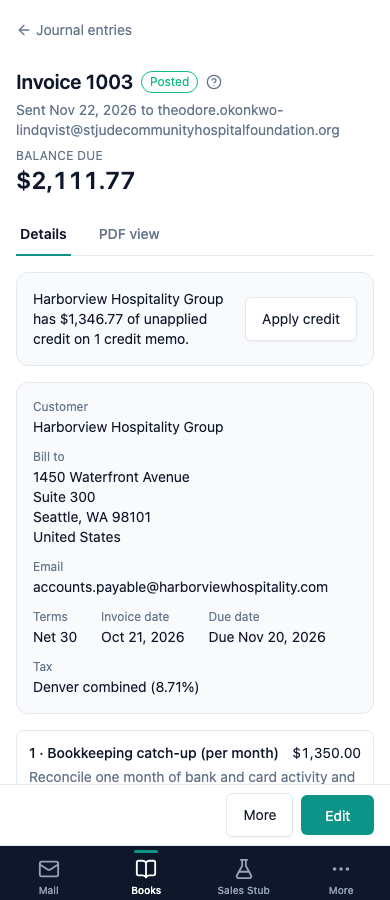 Journal entries
Invoice 1003 Posted
Sent Nov 22, 2026 to theodore.okonkwo-
lindqvist@stjudecommunityhospitalfoundation.org
BALANCE DUE
$2,111.77
Details PDF view
Harborview Hospitality Group
has $1,346.77 of unapplied
credit on 1 credit memo.
Apply credit
Customer
Harborview Hospitality Group
Bill to
1450 Waterfront Avenue
Suite 300
Seattle, WA 98101
United States
Email
accounts.payable@harborviewhospitality.com
Terms Invoice date Due date
Net 30 Oct 21, 2026 Due Nov 20, 2026
Tax
Denver combined (8.71%)
1 · Bookkeeping catch-up (per month) $1,350.00
Reconcile one month of bank and card activity and
More Edit
Mail Books Sales Stub More